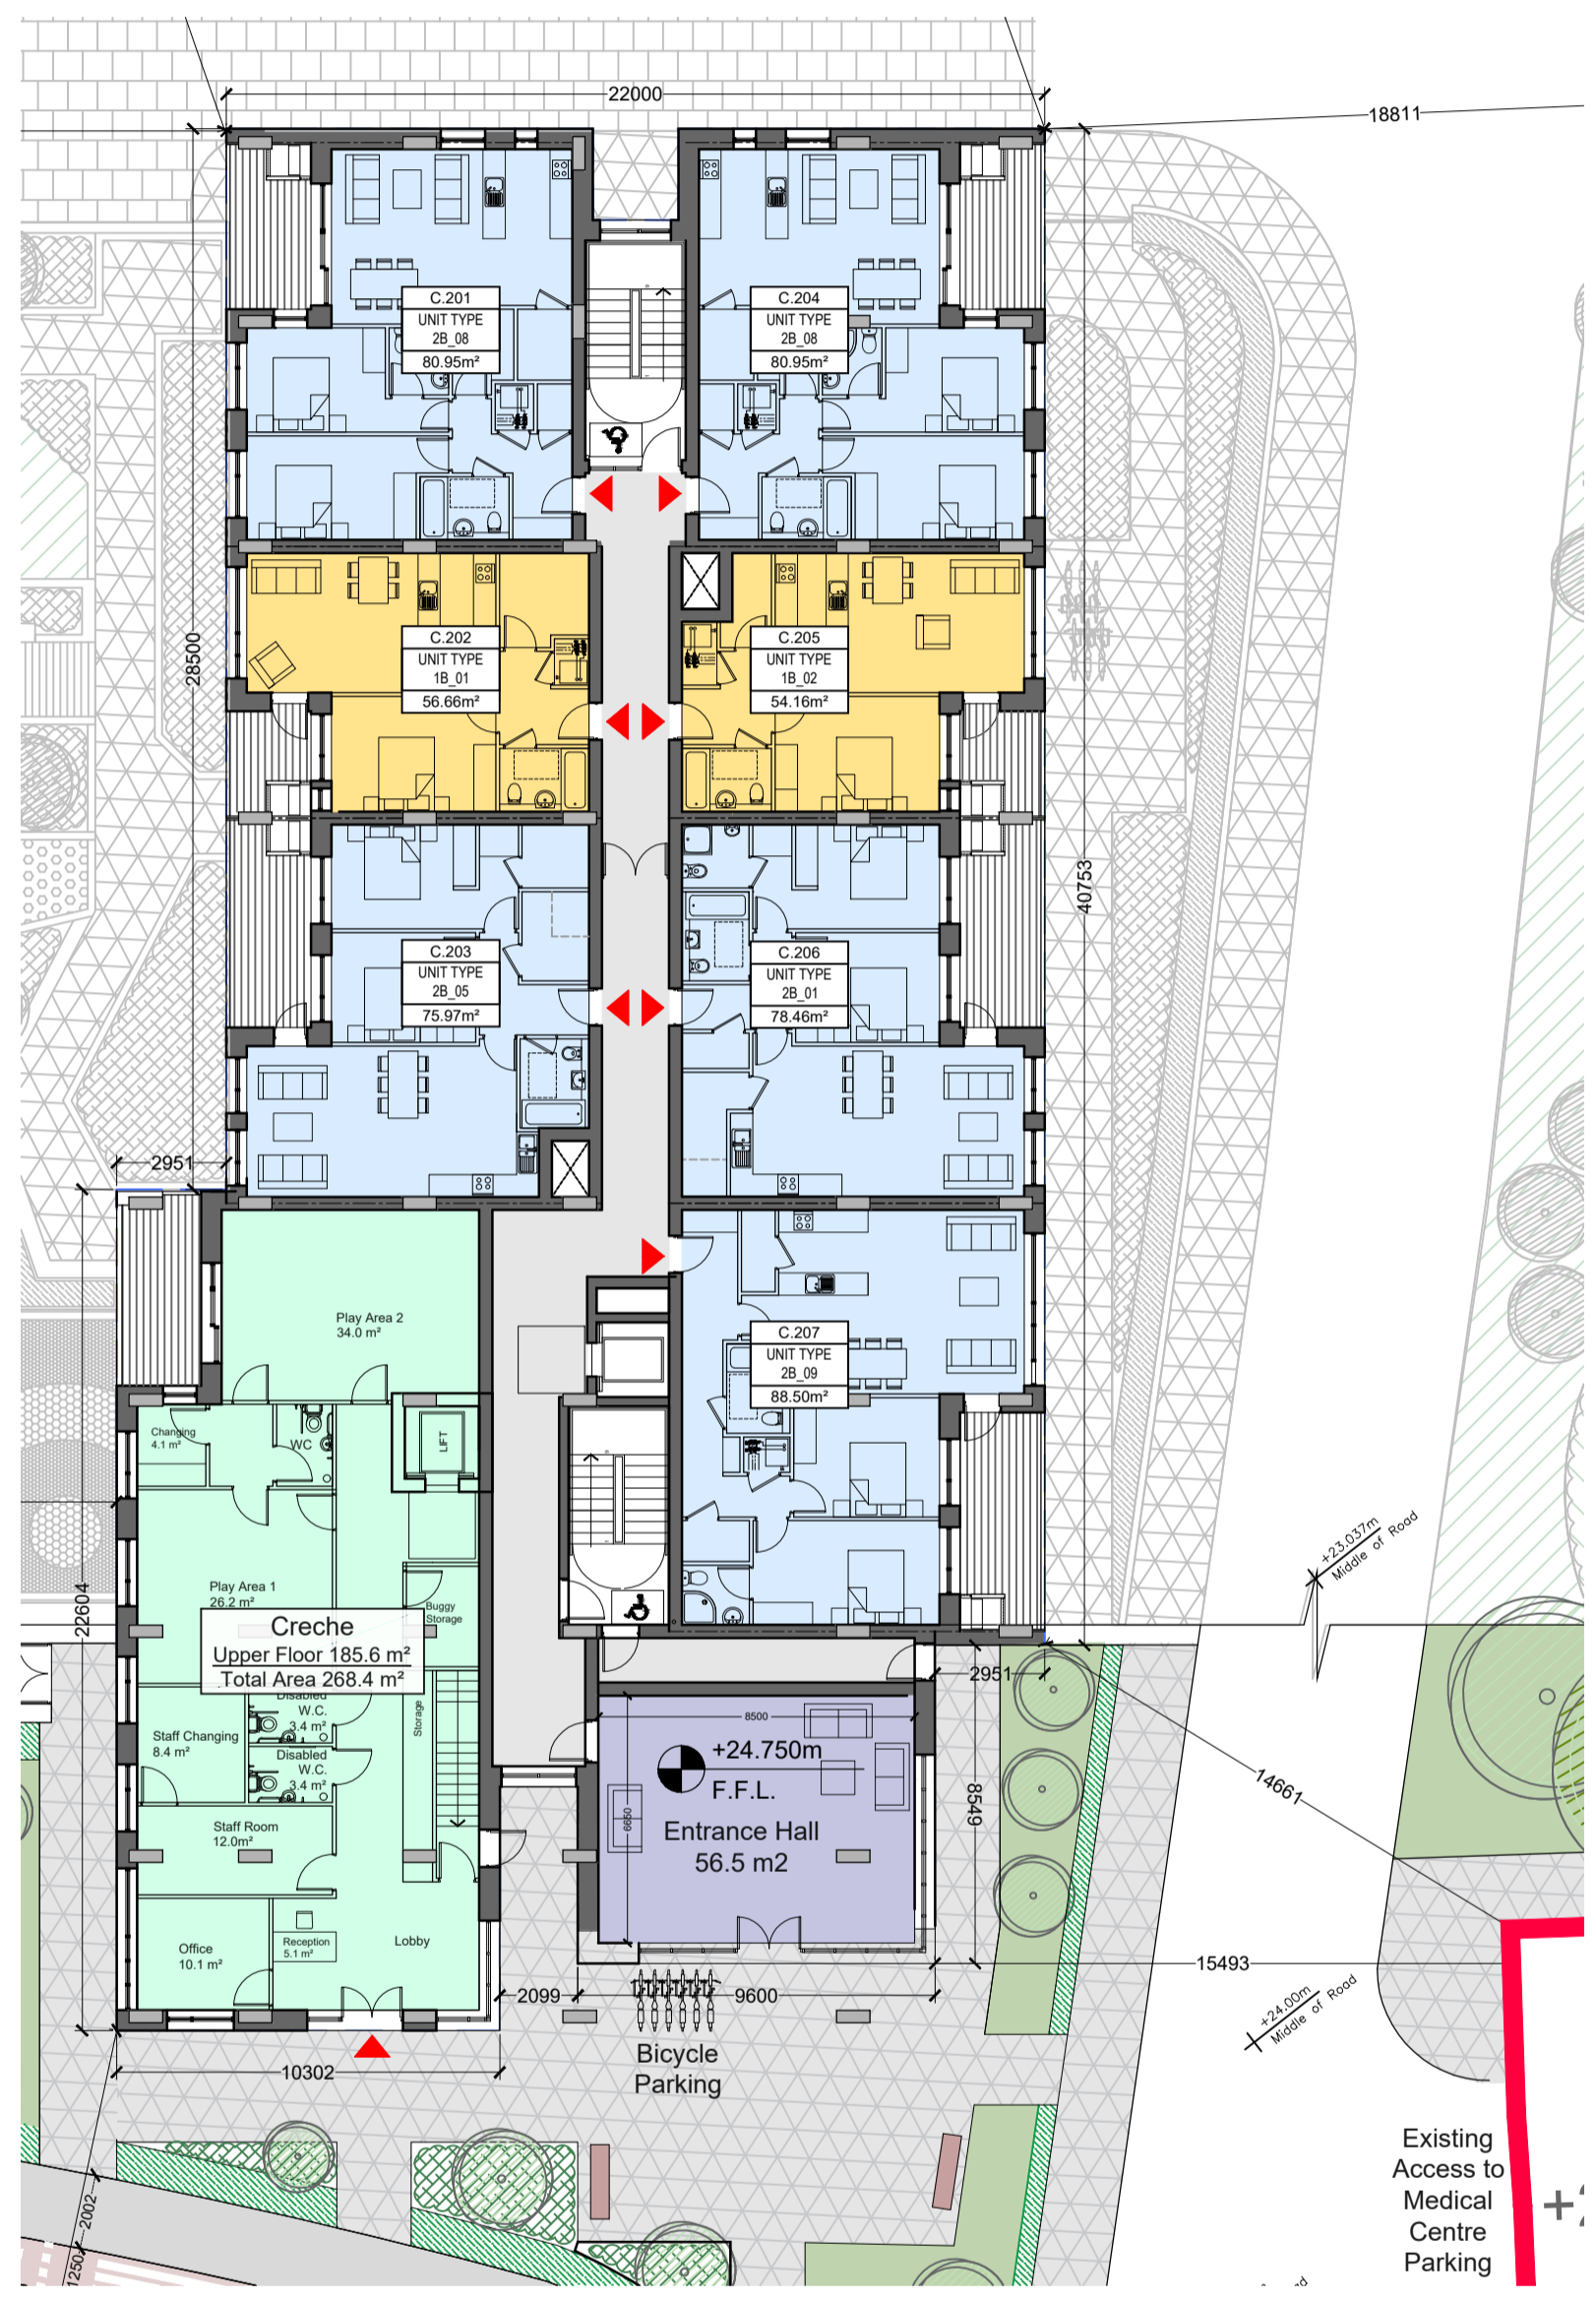 22000
18811
C.201
UNIT TYPE
2B_08
80.95m²
C.204
UNIT TYPE
2B_08
80.95m²
28500
C.202
UNIT TYPE
1B_01
56.66m²
C.205
UNIT TYPE
1B_02
54.16m²
40753
C.203
UNIT TYPE
2B_05
75.97m²
C.206
UNIT TYPE
2B_01
78.46m²
2951
Play Area 2
34.0 m²
C.207
UNIT TYPE
2B_09
88.50m²
Changing
4.1 m²
WC
LIFT
22604
Play Area 1
26.2 m²
Buggy
Storage
Creche
Upper Floor 185.6 m²
Total Area 268.4 m²
+23.037m
Middle of Road
2951
Disabled
W.C.
3.4 m²
Storage
Staff Changing
8.4 m²
Disabled
W.C.
3.4 m²
8500
+24.750m
F.F.L.
6650
Entrance Hall
56.5 m2
8549
14661
Staff Room
12.0m²
Office
10.1 m²
Reception
5.1 m²
Lobby
15493
2099
9600
+24.00m
Middle of Road
10302
Bicycle
Parking
Existing
Access to
Medical
Centre
Parking
2002
1250